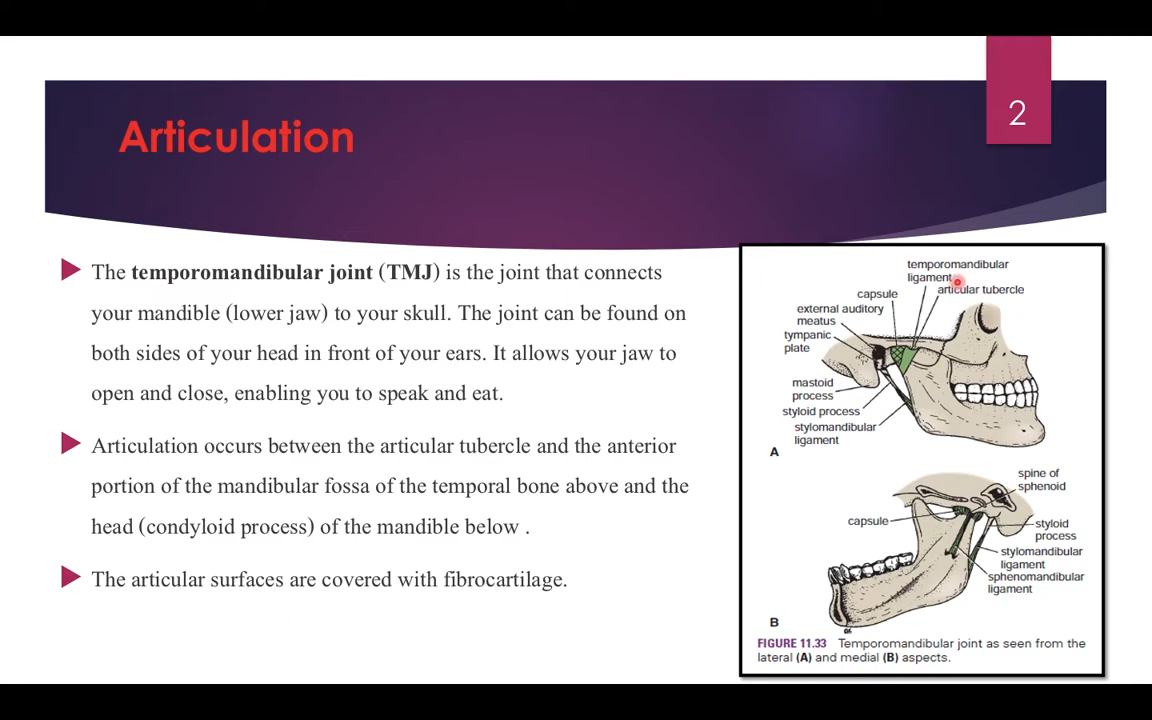 2
Articulation
The temporomandibular joint (TMJ) is the joint that connects
your mandible (lower jaw) to your skull. The joint can be found on
both sides of your head in front of your ears. It allows your jaw to
open and close, enabling you to speak and eat.
Articulation occurs between the articular tubercle and the anterior
portion of the mandibular fossa of the temporal bone above and the
head (condyloid process) of the mandible below .
The articular surfaces are covered with fibrocartilage.
temporomandibular
ligament
articular tubercle
capsule
external auditory
meatus
tympanic
plate
mastoid
process
styloid process
stylomandibular
ligament
A
spine of
sphenoid
capsule
styloid
process
stylomandibular
ligament
sphenomandibular
ligament
B
FIGURE 11.33 Temporomandibular joint as seen from the
lateral (A) and medial (B) aspects.